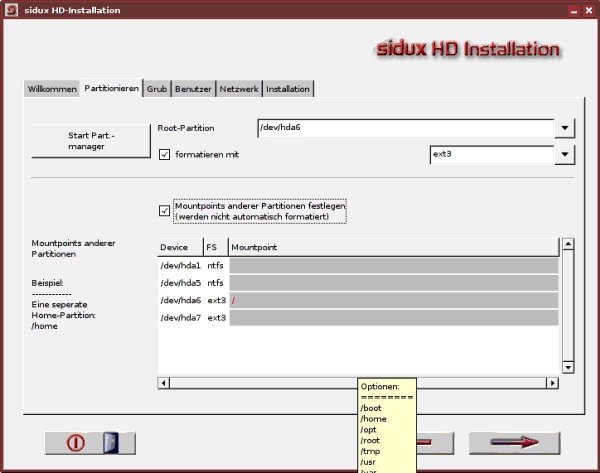 sidux HD-Installation
sidux HD Installation
Willkommen Partitionieren Grub Benutzer Netzwerk Installation
Start Part.-
manager
Root-Partition /dev/hda6
formatieren mit ext3
Mountpoints anderer Partitionen festlegen
(werden nicht automatisch formatiert)
Mountpoints anderer
Partitionen
Beispiel:
------------
Eine seperate
Home-Partition:
/home
Device FS Mountpoint
/dev/hda1 ntfs
/dev/hda5 ntfs
/dev/hda6 ext3 /
/dev/hda7 ext3
Optionen:
========
/boot
/home
/opt
/root
/tmp
/usr
/var